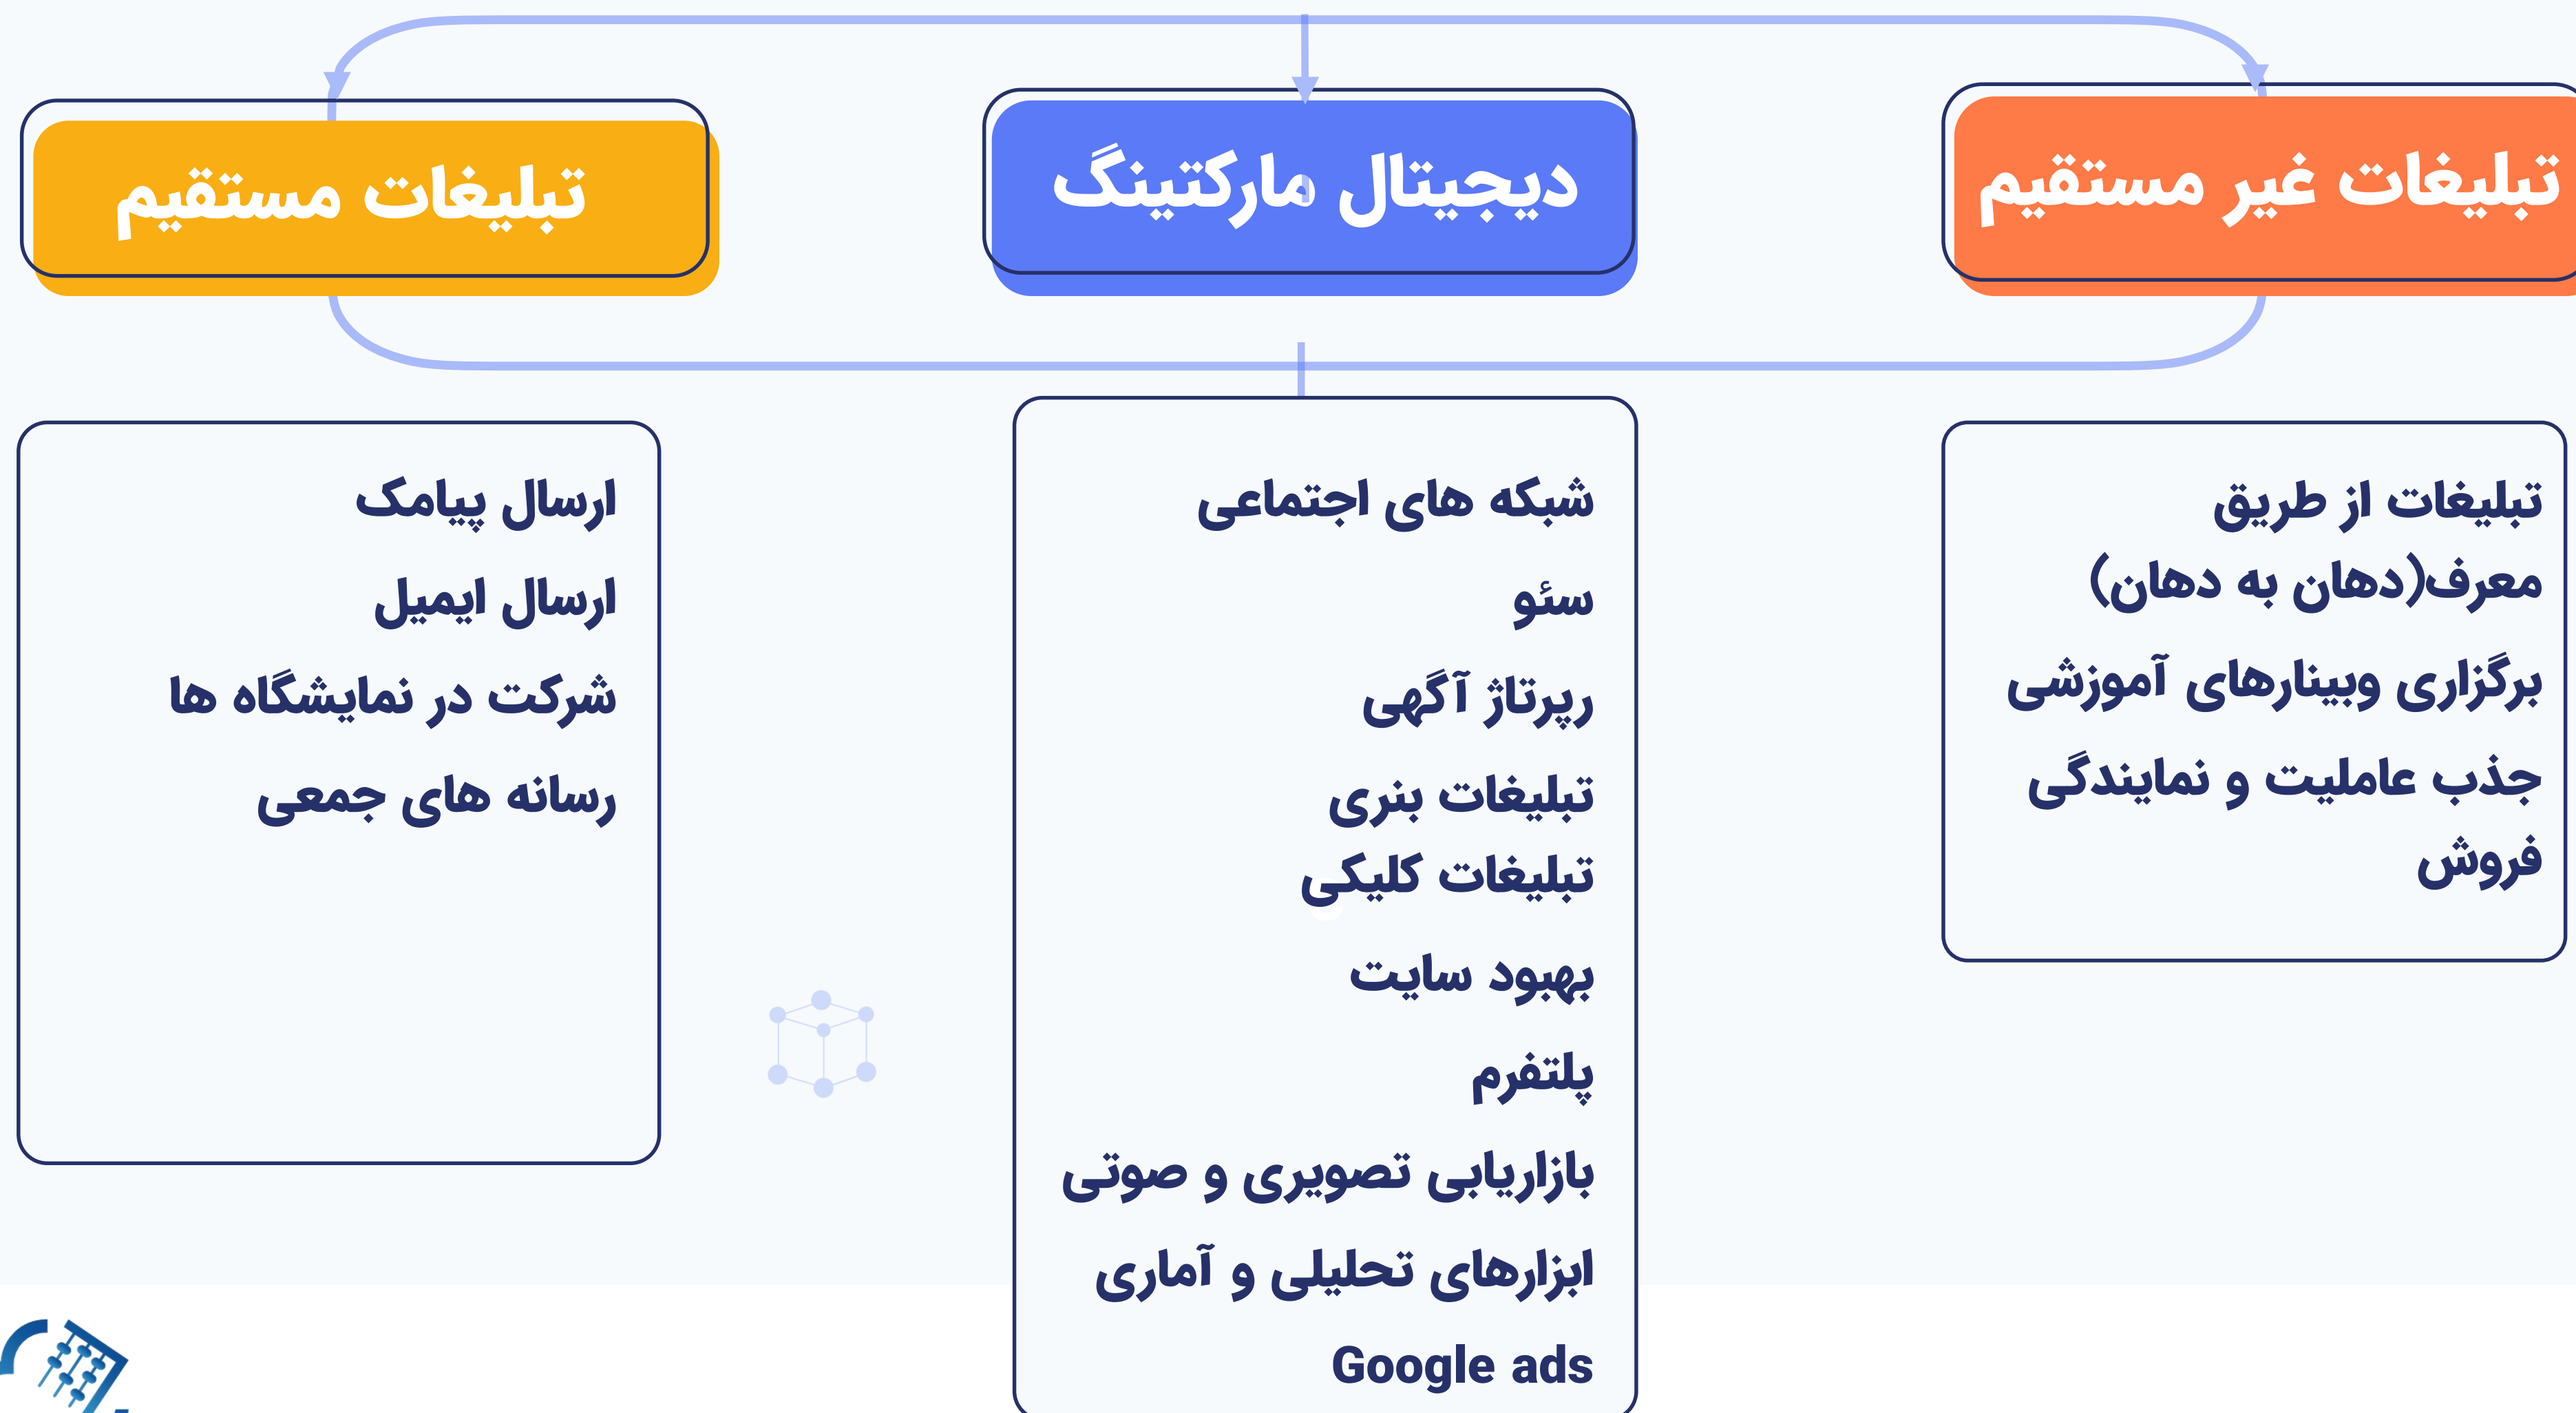 تبلیغات غیر مستقیم
دیجیتال مارکتینگ
تبلیغات مستقیم
تبلیغات از طریق
معرف(دهان به دهان)
برگزاری وبینارهای آموزشی
جذب عاملیت و نمایندگی
فروش
شبکه های اجتماعی
سئو
رپرتاژ آگهی
تبلیغات بنری
تبلیغات کلیکی
بهبود سایت
پلتفرم
بازاریابی تصویری و صوتی
ابزارهای تحلیلی و آماری
Google ads
ارسال پیامک
ارسال ایمیل
شرکت در نمایشگاه ها
رسانه های جمعی